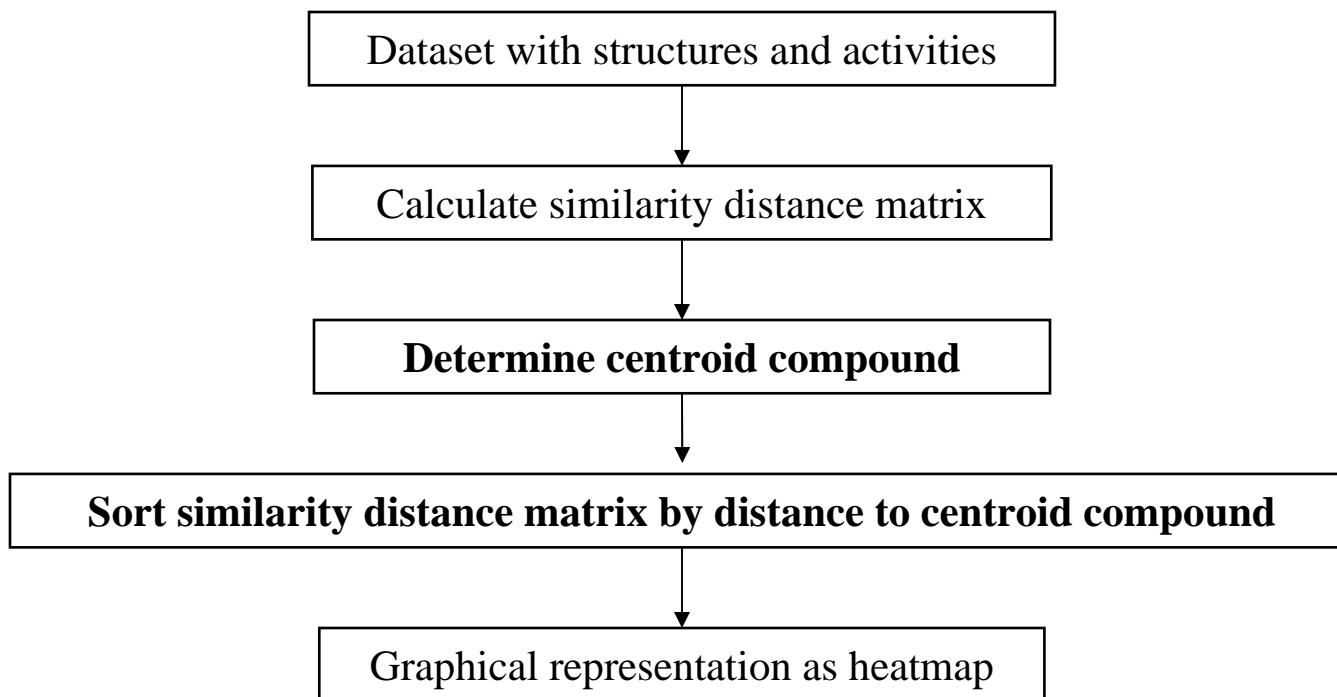 Dataset with structures and activities
Calculate similarity distance matrix
Determine centroid compound
Sort similarity distance matrix by distance to centroid compound
Graphical representation as heatmap